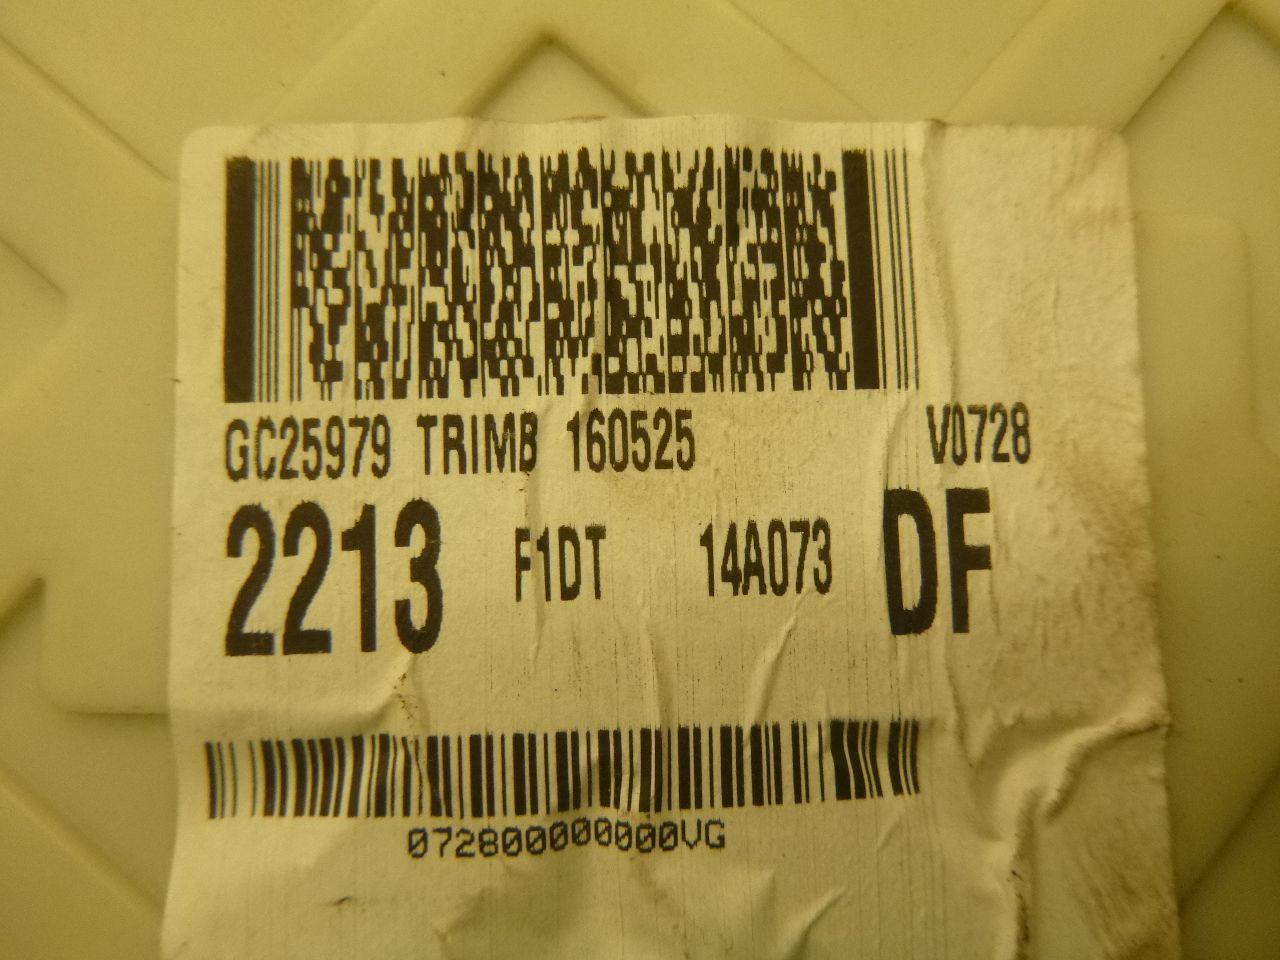 GC25979 TRIMB 160525 V0728
2213 F1DT 14A073 DF
072800000000VG